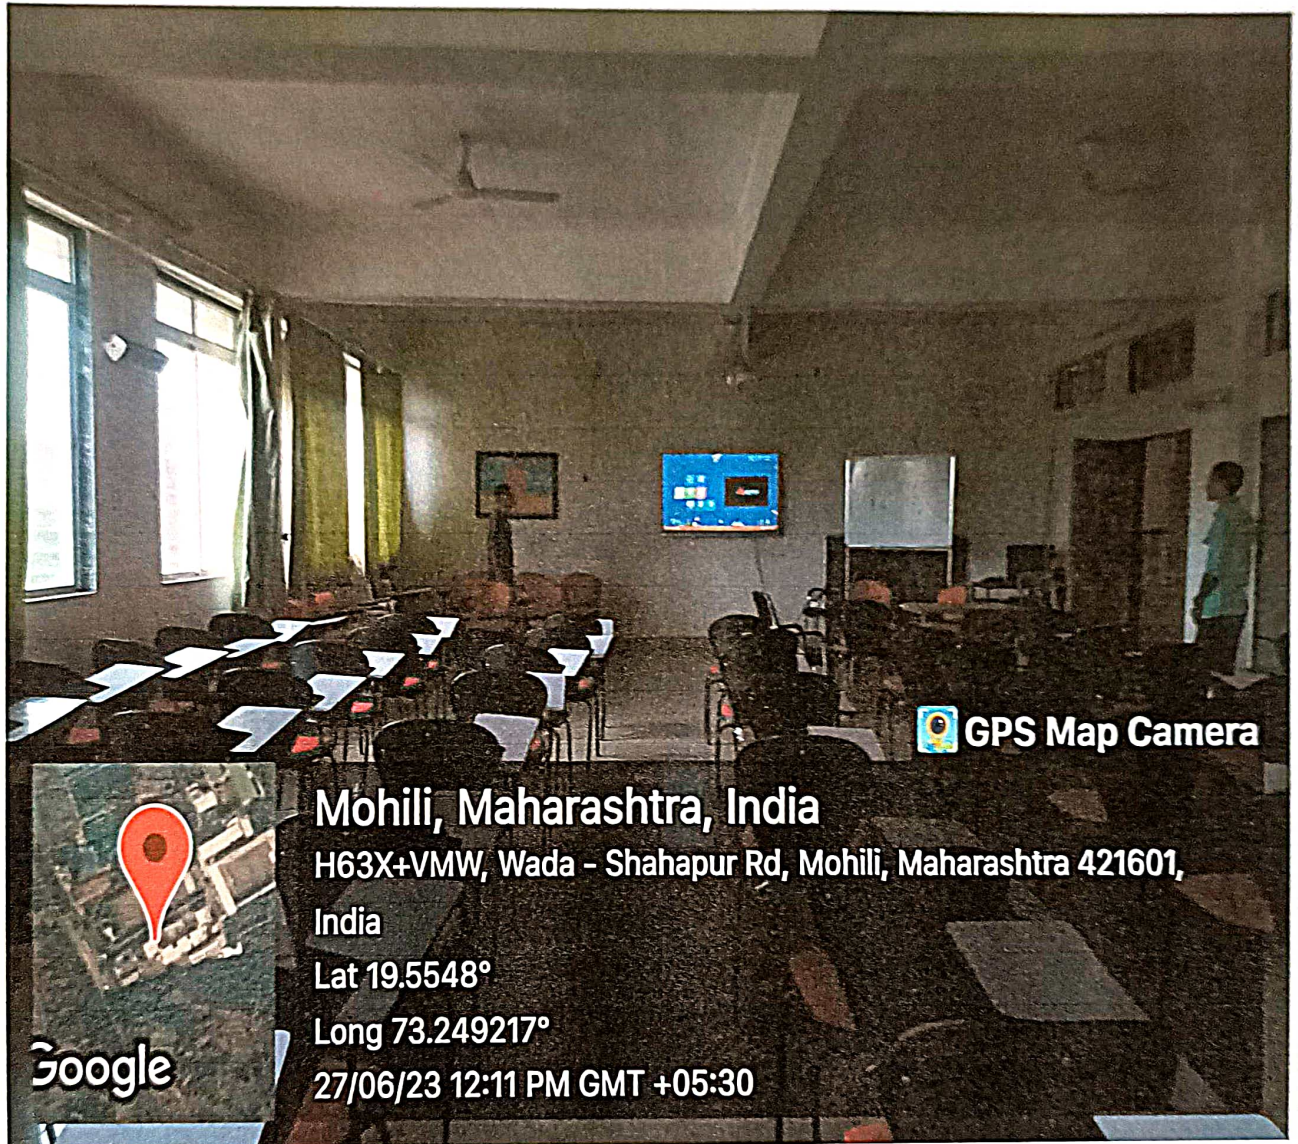 GPS Map Camera
Mohili, Maharashtra, India
H63X+VMW, Wada - Shahapur Rd, Mohili, Maharashtra 421601,
India
Lat 19.5548°
Long 73.249217°
27/06/23 12:11 PM GMT +05:30
Google